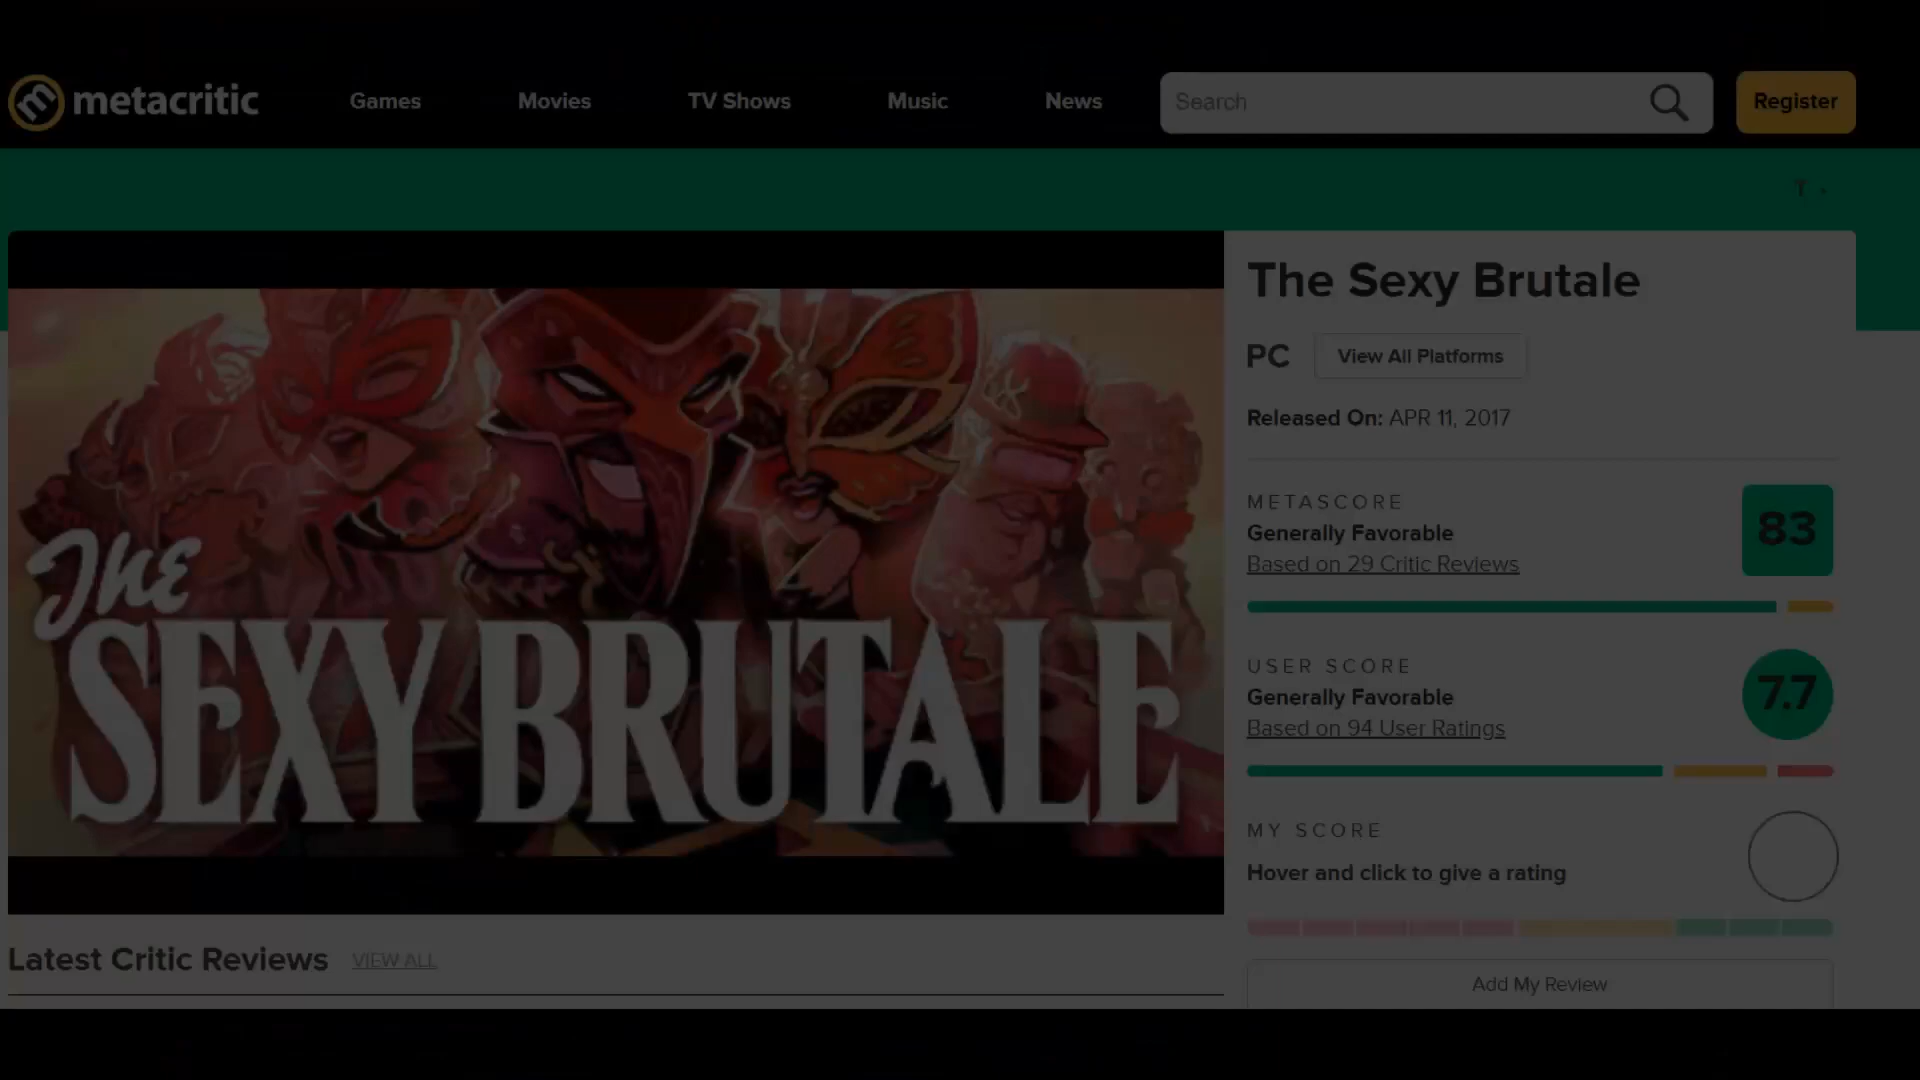 metacritic
Games
Movies
TV Shows
Music
News
Search
Register
The Sexy Brutale
PC
View All Platforms
Released On: APR 11, 2017
METASCORE
Generally Favorable
Based on 29 Critic Reviews
83
USER SCORE
Generally Favorable
Based on 94 User Ratings
7.7
MY SCORE
Hover and click to give a rating
Add My Review
THE
SEXY BRUTALE
Latest Critic Reviews
VIEW ALL